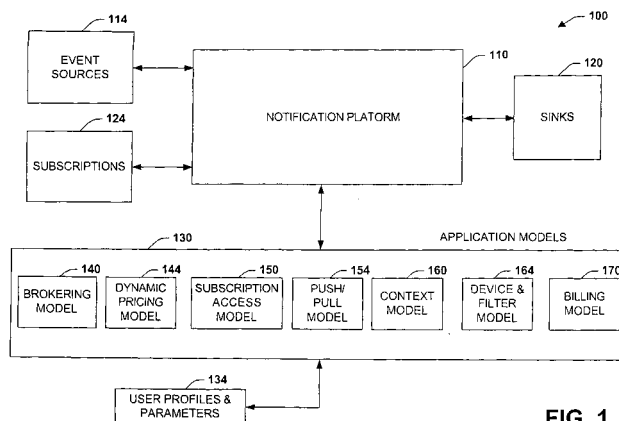 114
EVENT
SOURCES
100
110
NOTIFICATION PLATORM
120
SINKS
124
SUBSCRIPTIONS
130
APPLICATION MODELS
140
BROKERING
MODEL
144
DYNAMIC
PRICING
MODEL
150
SUBSCRIPTION
ACCESS
MODEL
154
PUSH/
PULL
MODEL
160
CONTEXT
MODEL
164
DEVICE &
FILTER
MODEL
170
BILLING
MODEL
134
USER PROFILES &
PARAMETERS
FIG. 1